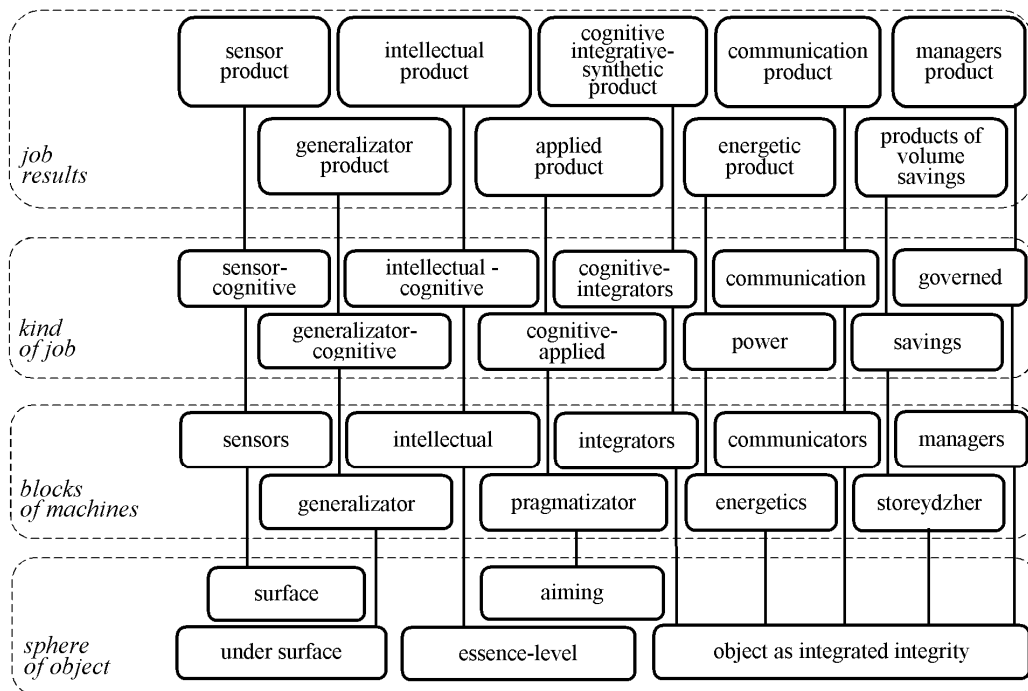 sensor
product
intellectual
product
cognitive
integrative-
synthetic
product
communication
product
managers
product
generalizator
product
applied
product
energetic
product
products of
volume
savings
job
results
sensor-
cognitive
intellectual -
cognitive
cognitive-
integrators
communication
governed
generalizator-
cognitive
cognitive-
applied
power
savings
kind
of job
sensors
intellectual
integrators
communicators
managers
generalizator
pragmatizator
energetics
storeydzher
blocks
of machines
surface
aiming
under surface
essence-level
object as integrated integrity
sphere
of object